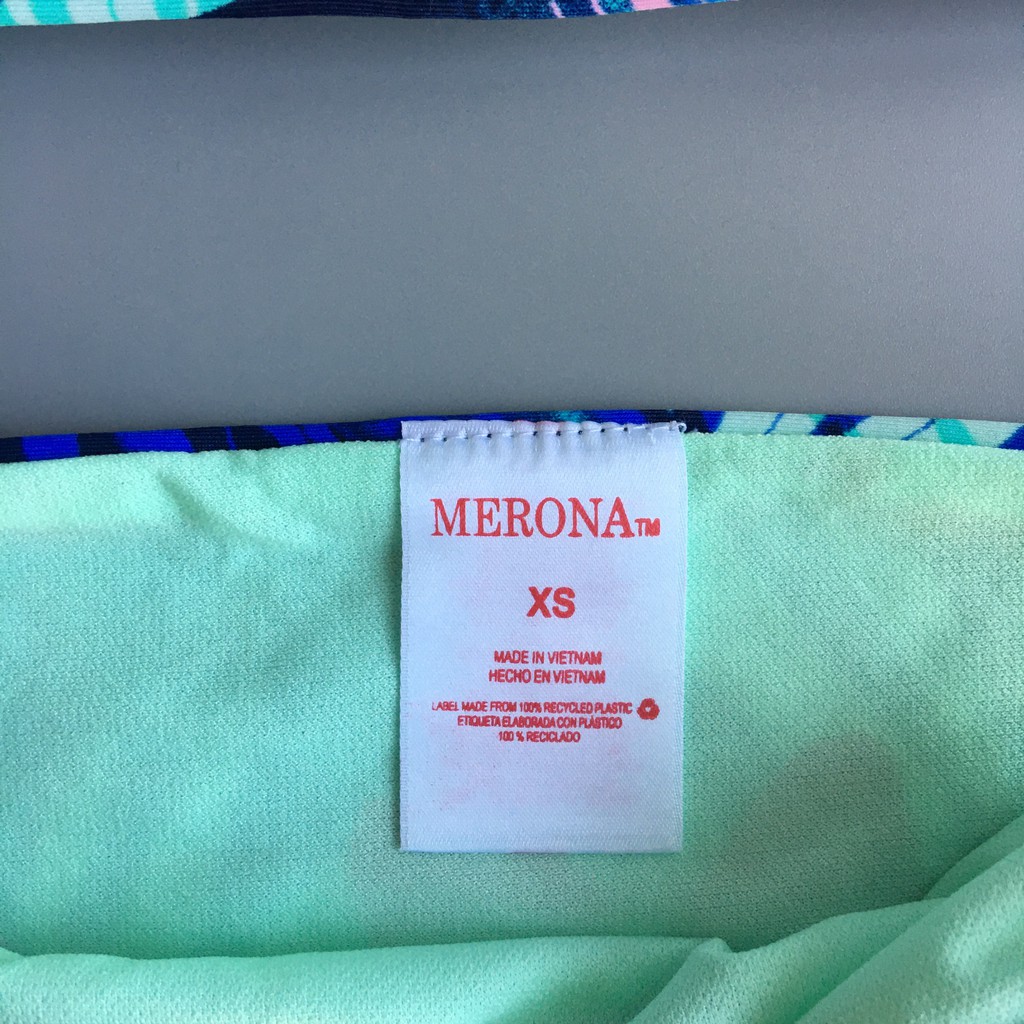 MERONA™
XS
MADE IN VIETNAM
HECHO EN VIETNAM
LABEL MADE FROM 100% RECYCLED PLASTIC
ETIQUETA ELABORADA CON PLÁSTICO
100 % RECICLADO